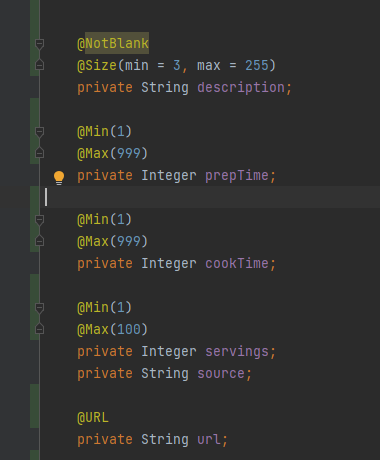 @NotBlank
@Size(min = 3, max = 255)
private String description;
@Min(1)
@Max(999)
private Integer prepTime;
@Min(1)
@Max(999)
private Integer cookTime;
@Min(1)
@Max(100)
private Integer servings;
private String source;
@URL
private String url;